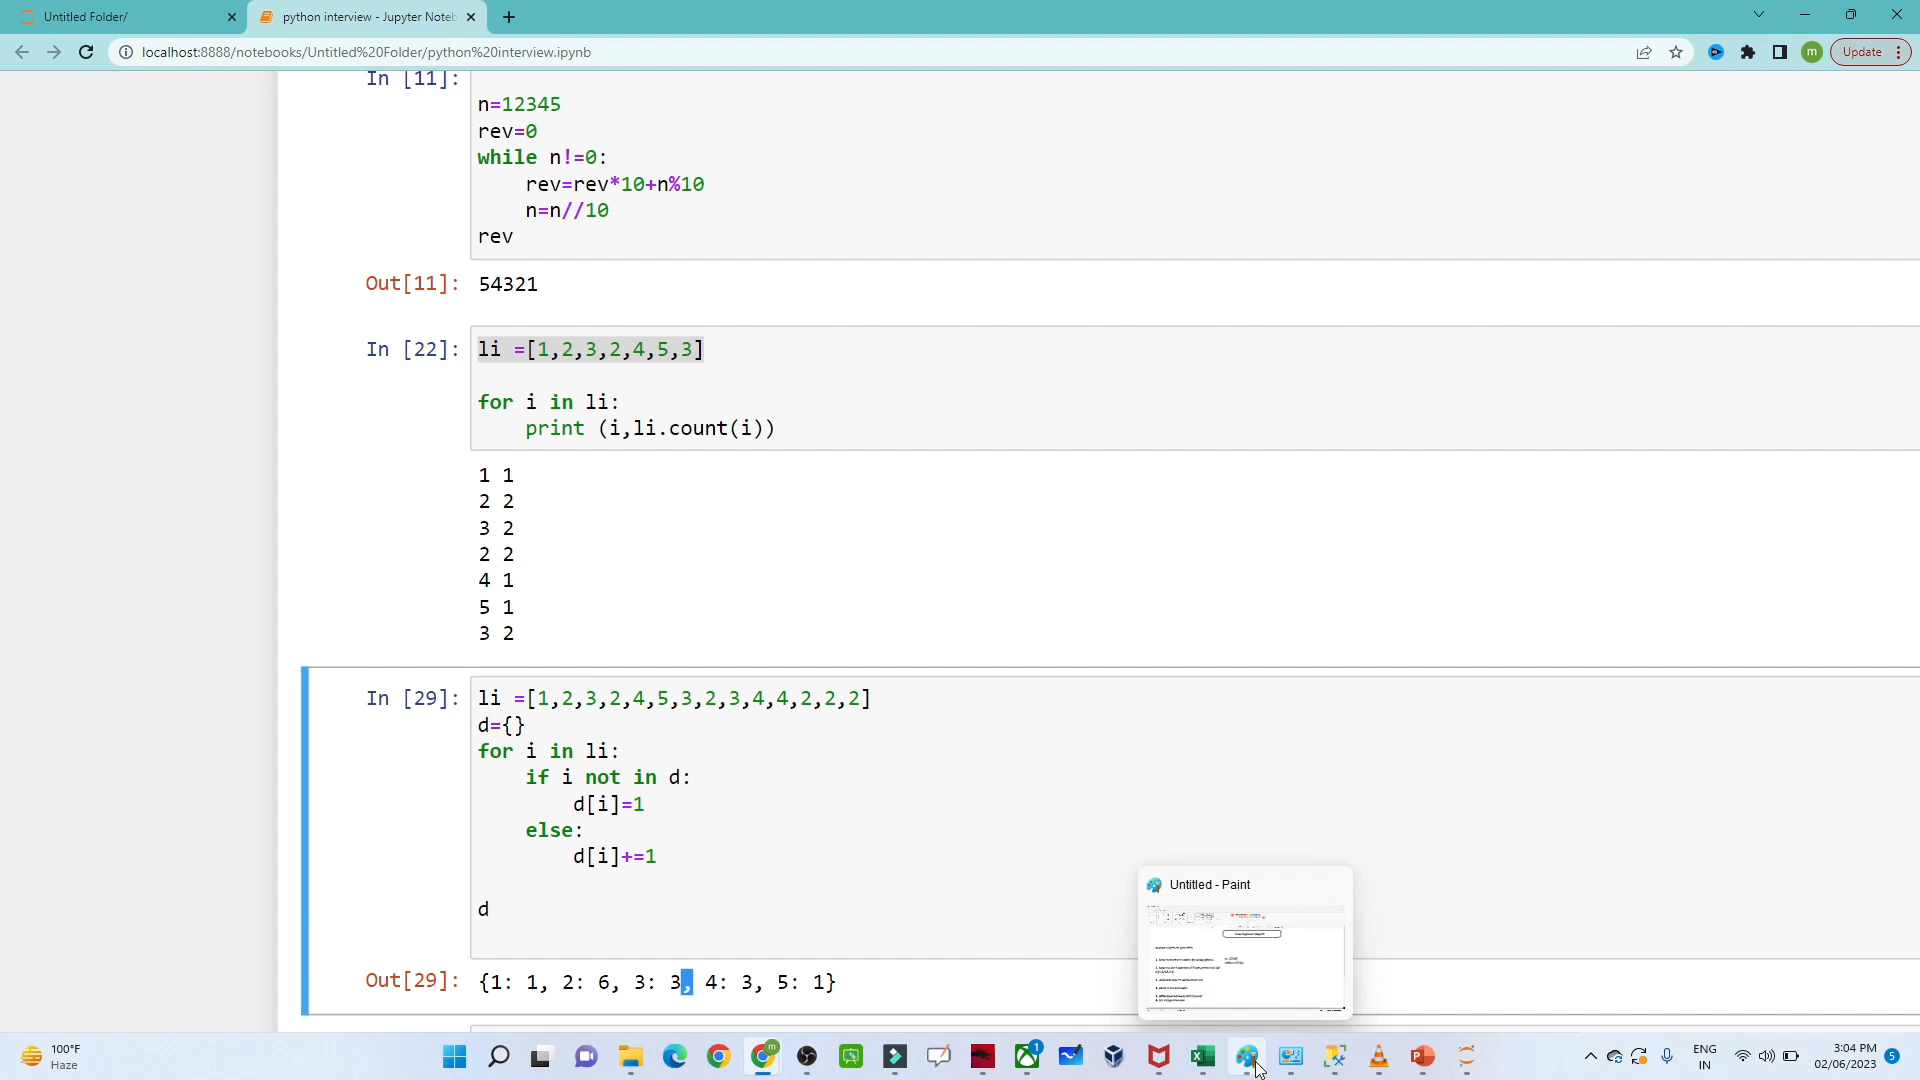 Untitled Folder/
python interview - Jupyter Noteb
localhost:8888/notebooks/Untitled%20Folder/python%20interview.ipynb
m
Update
In [11]:
n=12345
rev=0
while n!=0:
    rev=rev*10+n%10
    n=n//10
rev
Out[11]: 54321
In [22]: li =[1,2,3,2,4,5,3]
for i in li:
    print (i,li.count(i))
1 1
2 2
3 2
2 2
4 1
5 1
3 2
In [29]: li =[1,2,3,2,4,5,3,2,3,4,4,2,2,2]
d={}
for i in li:
    if i not in d:
        d[i]=1
    else:
        d[i]+=1
d
Out[29]: {1: 1, 2: 6, 3: 3, 4: 3, 5: 1}
Untitled - Paint
100°F
Haze
m
1
ENG
IN
3:04 PM
02/06/2023
5